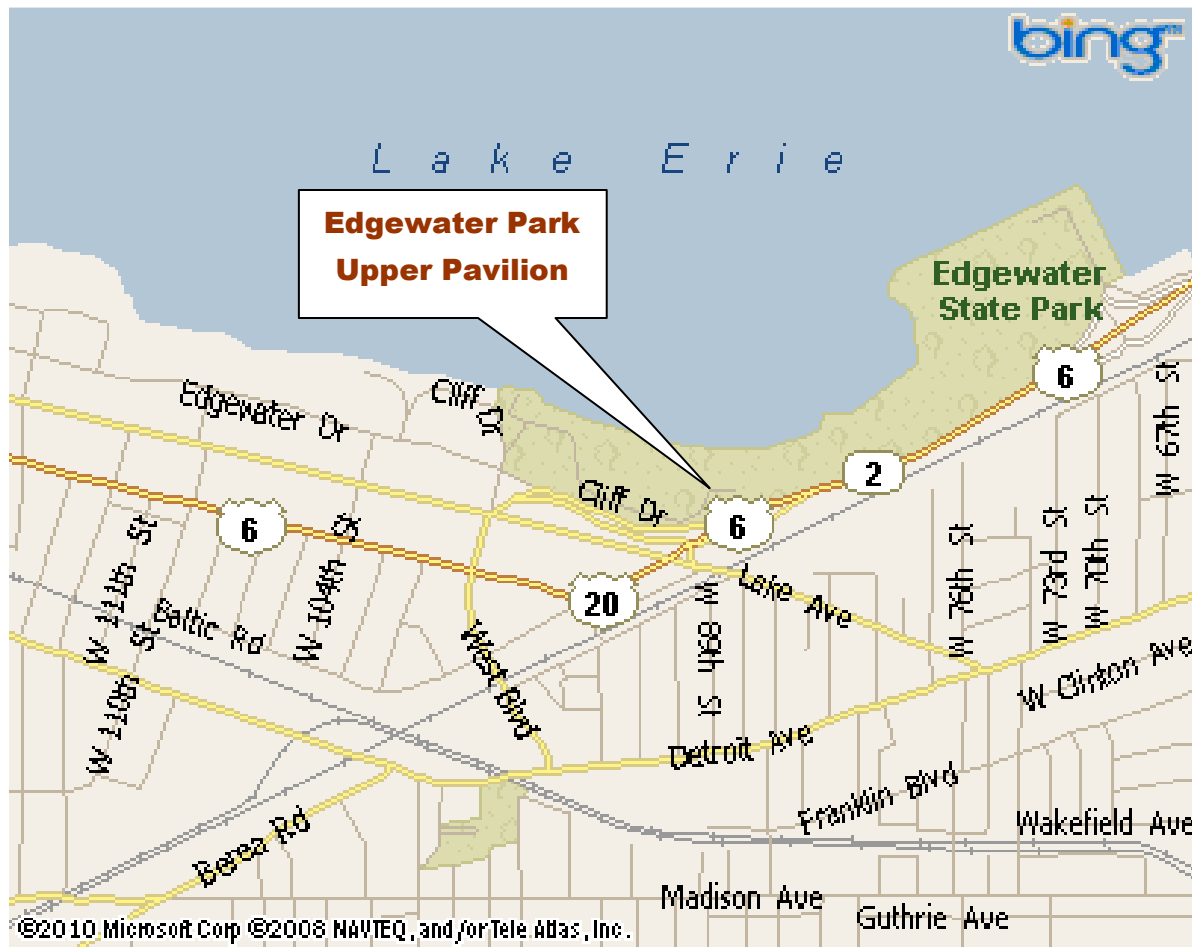 bing™
Lake Erie
Edgewater Park
Upper Pavilion
Edgewater
State Park
6
W 67th St
Edgewater Dr
Cliff Dr
2
Cliff Dr
6
6
W 111th St
W 104th St
W 76th St
W 73rd St
W 70th St
20
Lake Ave
Baltic Rd
W 110th St
West Blvd
W 89th St
W Clinton Ave
Detroit Ave
Franklin Blvd
Berea Rd
Wakefield Ave
Madison Ave
Guthrie Ave
©2010 Microsoft Corp ©2008 NAVTEQ, and/or Tele Atlas, Inc.